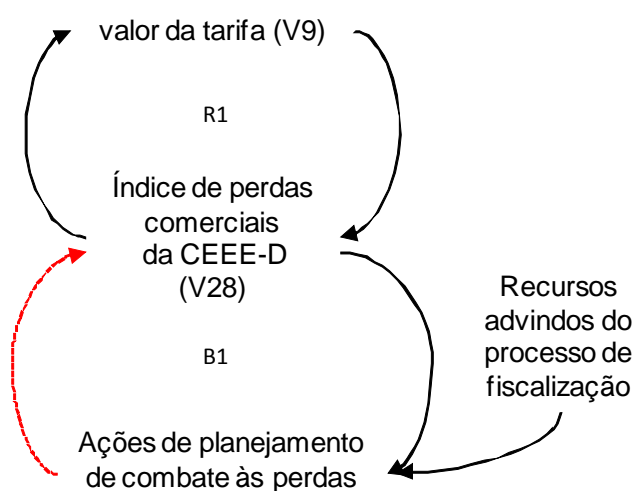 valor da tarifa (V9)
R1
Índice de perdas
comerciais
da CEEE-D
(V28)
Recursos
advindos do
processo de
fiscalização
B1
Ações de planejamento
de combate às perdas